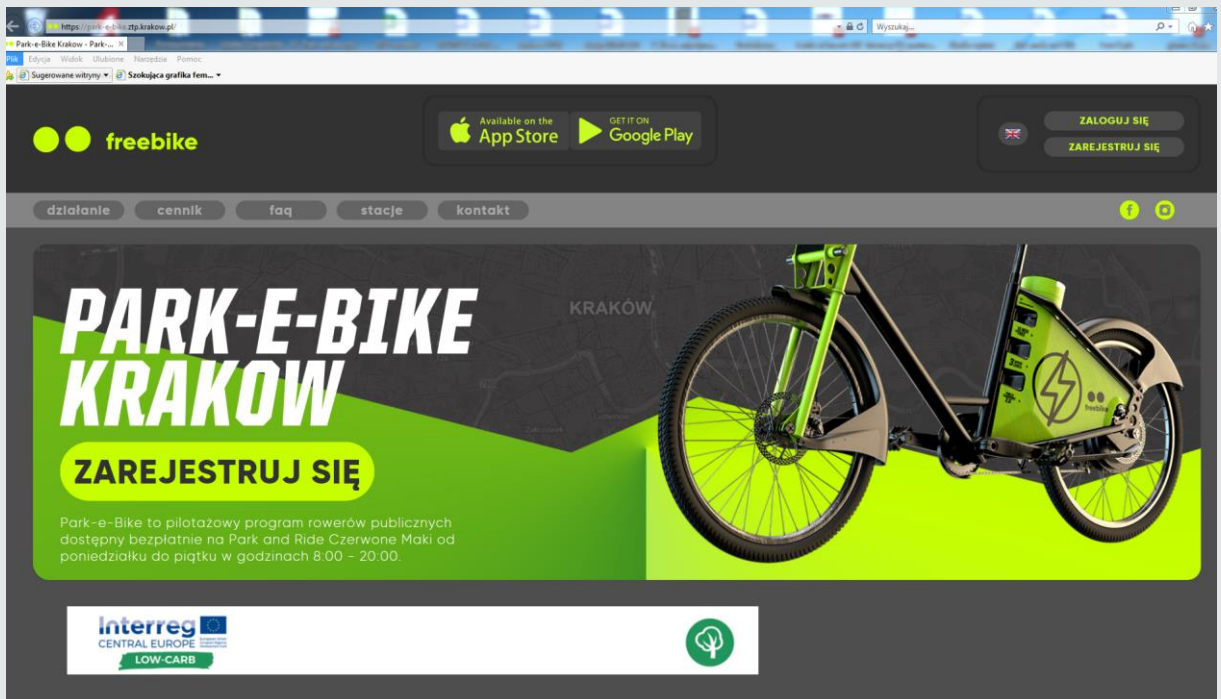 https://park-e-bike.ztp.krakow.pl/
Wyszukaj...
Park-e-Bike Krakow - Park-...
Plik Edycja Widok Ulubione Narzędzia Pomoc
Sugerowane witryny Szokująca grafika fem...
freebike
Available on the
App Store
GET IT ON
Google Play
ZALOGUJ SIĘ
ZAREJESTRUJ SIĘ
działanie cennik faq stacje kontakt
KRAKÓW
PARK-E-BIKE
KRAKOW
ZAREJESTRUJ SIĘ
Park-e-Bike to pilotażowy program rowerów publicznych
dostępny bezpłatnie na Park and Ride Czerwone Maki od
poniedziałku do piątku w godzinach 8:00 - 20:00.
freebike
Interreg
CENTRAL EUROPE
LOW-CARB